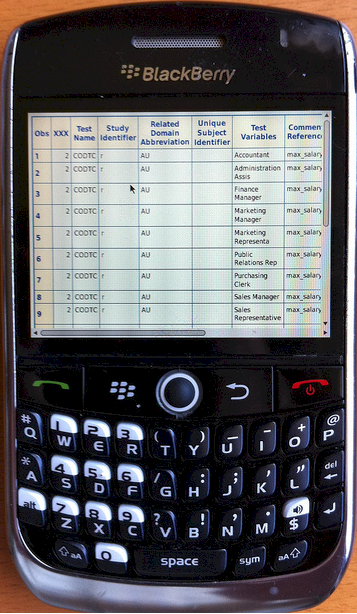 BlackBerry
Obs XXX Test Name Study Identifier Related Domain Abbreviation Unique Subject Identifier Test Variables Commen Referenc
1 2 CODTC r AU Accountant max_salary
2 2 CODTC r AU Administration Assis max_salary
3 2 CODTC r AU Finance Manager max_salary
4 2 CODTC r AU Marketing Manager max_salary
5 2 CODTC r AU Marketing Representa max_salary
6 2 CODTC r AU Public Relations Rep max_salary
7 2 CODTC r AU Purchasing Clerk max_salary
8 2 CODTC r AU Sales Manager max_salary
9 2 CODTC r AU Sales Representative max_salary
# Q 1 W 2 E 3 R ( T ) Y _ U - I + O @ P
* A 4 S 5 D 6 F / G : H ; J ' K " L del
alt 7 Z 8 X 9 C ? V ! B , N . M $
aA 0 space sym aA